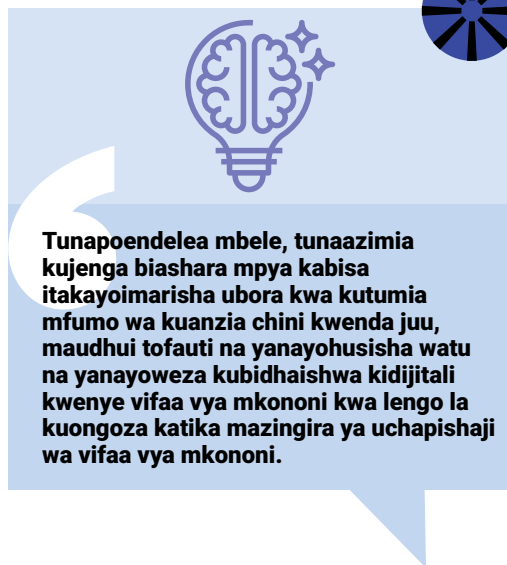 Tunapoendelea mbele, tunaazimia
kujenga biashara mpya kabisa
itakayoimarisha ubora kwa kutumia
mfumo wa kuanzia chini kwenda juu,
maudhui tofauti na yanayohusisha watu
na yanayoweza kubidhaishwa kidijitali
kwenye vifaa vya mkononi kwa lengo la
kuongoza katika mazingira ya uchapishaji
wa vifaa vya mkononi.